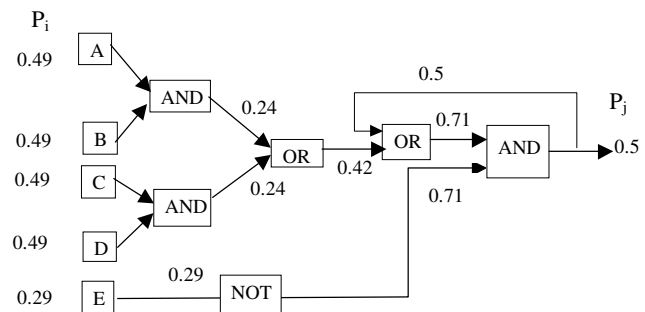 P_i
0.49 A
AND
0.24
0.5
P_j
0.49 B
OR
0.42
OR
0.71
AND
0.5
0.49 C
AND
0.24
0.71
0.49 D
0.29 E
0.29
NOT